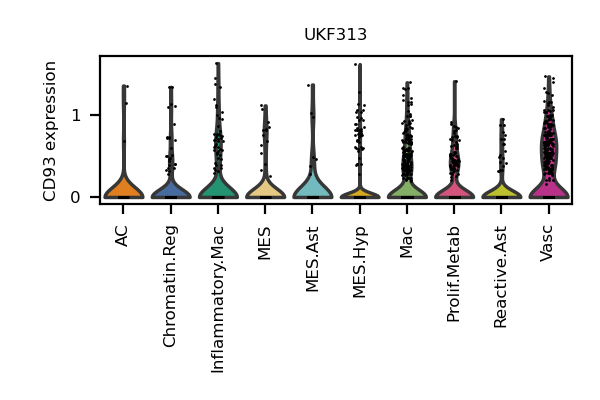 UKF313
CD93 expression
1
0
AC
Chromatin.Reg
Inflammatory.Mac
MES
MES.Ast
MES.Hyp
Mac
Prolif.Metab
Reactive.Ast
Vasc